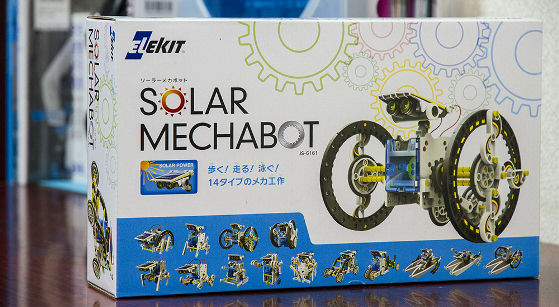 ELEKIT
ソーラーメカボット
SOLAR
MECHABOT
JS-6161
SOLAR POWER
歩く!走る!泳ぐ!
14タイプのメカ工作
ELEKIT
SOLAR
MECHABOT